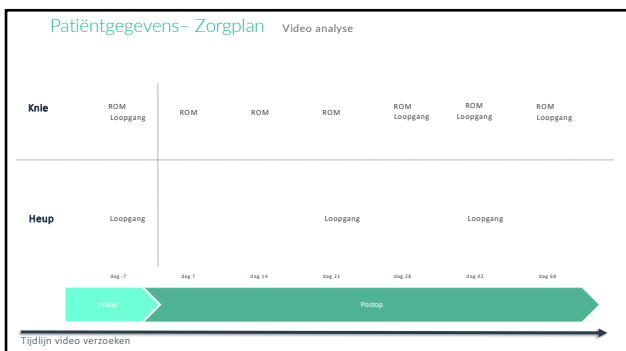 Patiëntgegevens– Zorgplan Video analyse
Knie
ROM
Loopgang
ROM
ROM
ROM
ROM
Loopgang
ROM
Loopgang
ROM
Loopgang
Heup
Loopgang
Loopgang
Loopgang
dag -7 dag 7 dag 14 dag 21 dag 28 dag 42 dag 68
Preop Postop
Tijdlijn video verzoeken